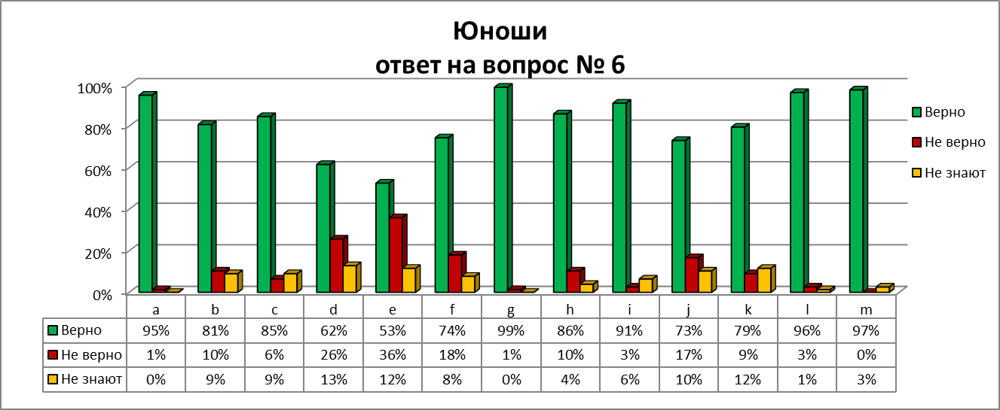 Юноши
ответ на вопрос № 6
100%
80%
60%
40%
20%
0%
Верно
Не верно
Не знают
a b c d e f g h i j k l m
Верно 95% 81% 85% 62% 53% 74% 99% 86% 91% 73% 79% 96% 97%
Не верно 1% 10% 6% 26% 36% 18% 1% 10% 3% 17% 9% 3% 0%
Не знают 0% 9% 9% 13% 12% 8% 0% 4% 6% 10% 12% 1% 3%